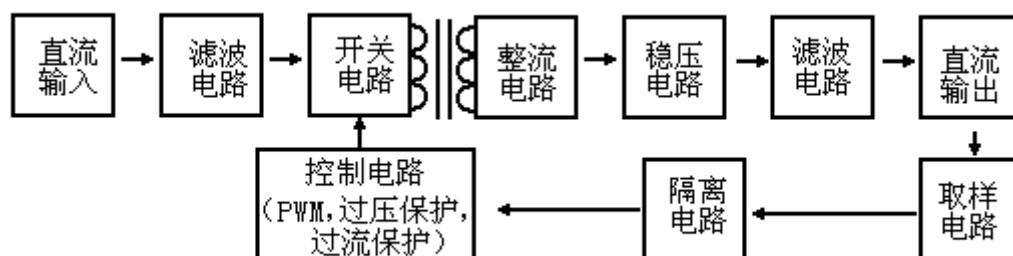 直流
输入
滤波
电路
开关
电路
整流
电路
稳压
电路
滤波
电路
直流
输出
控制电路
(PWM,过压保护,
过流保护)
隔离
电路
取样
电路